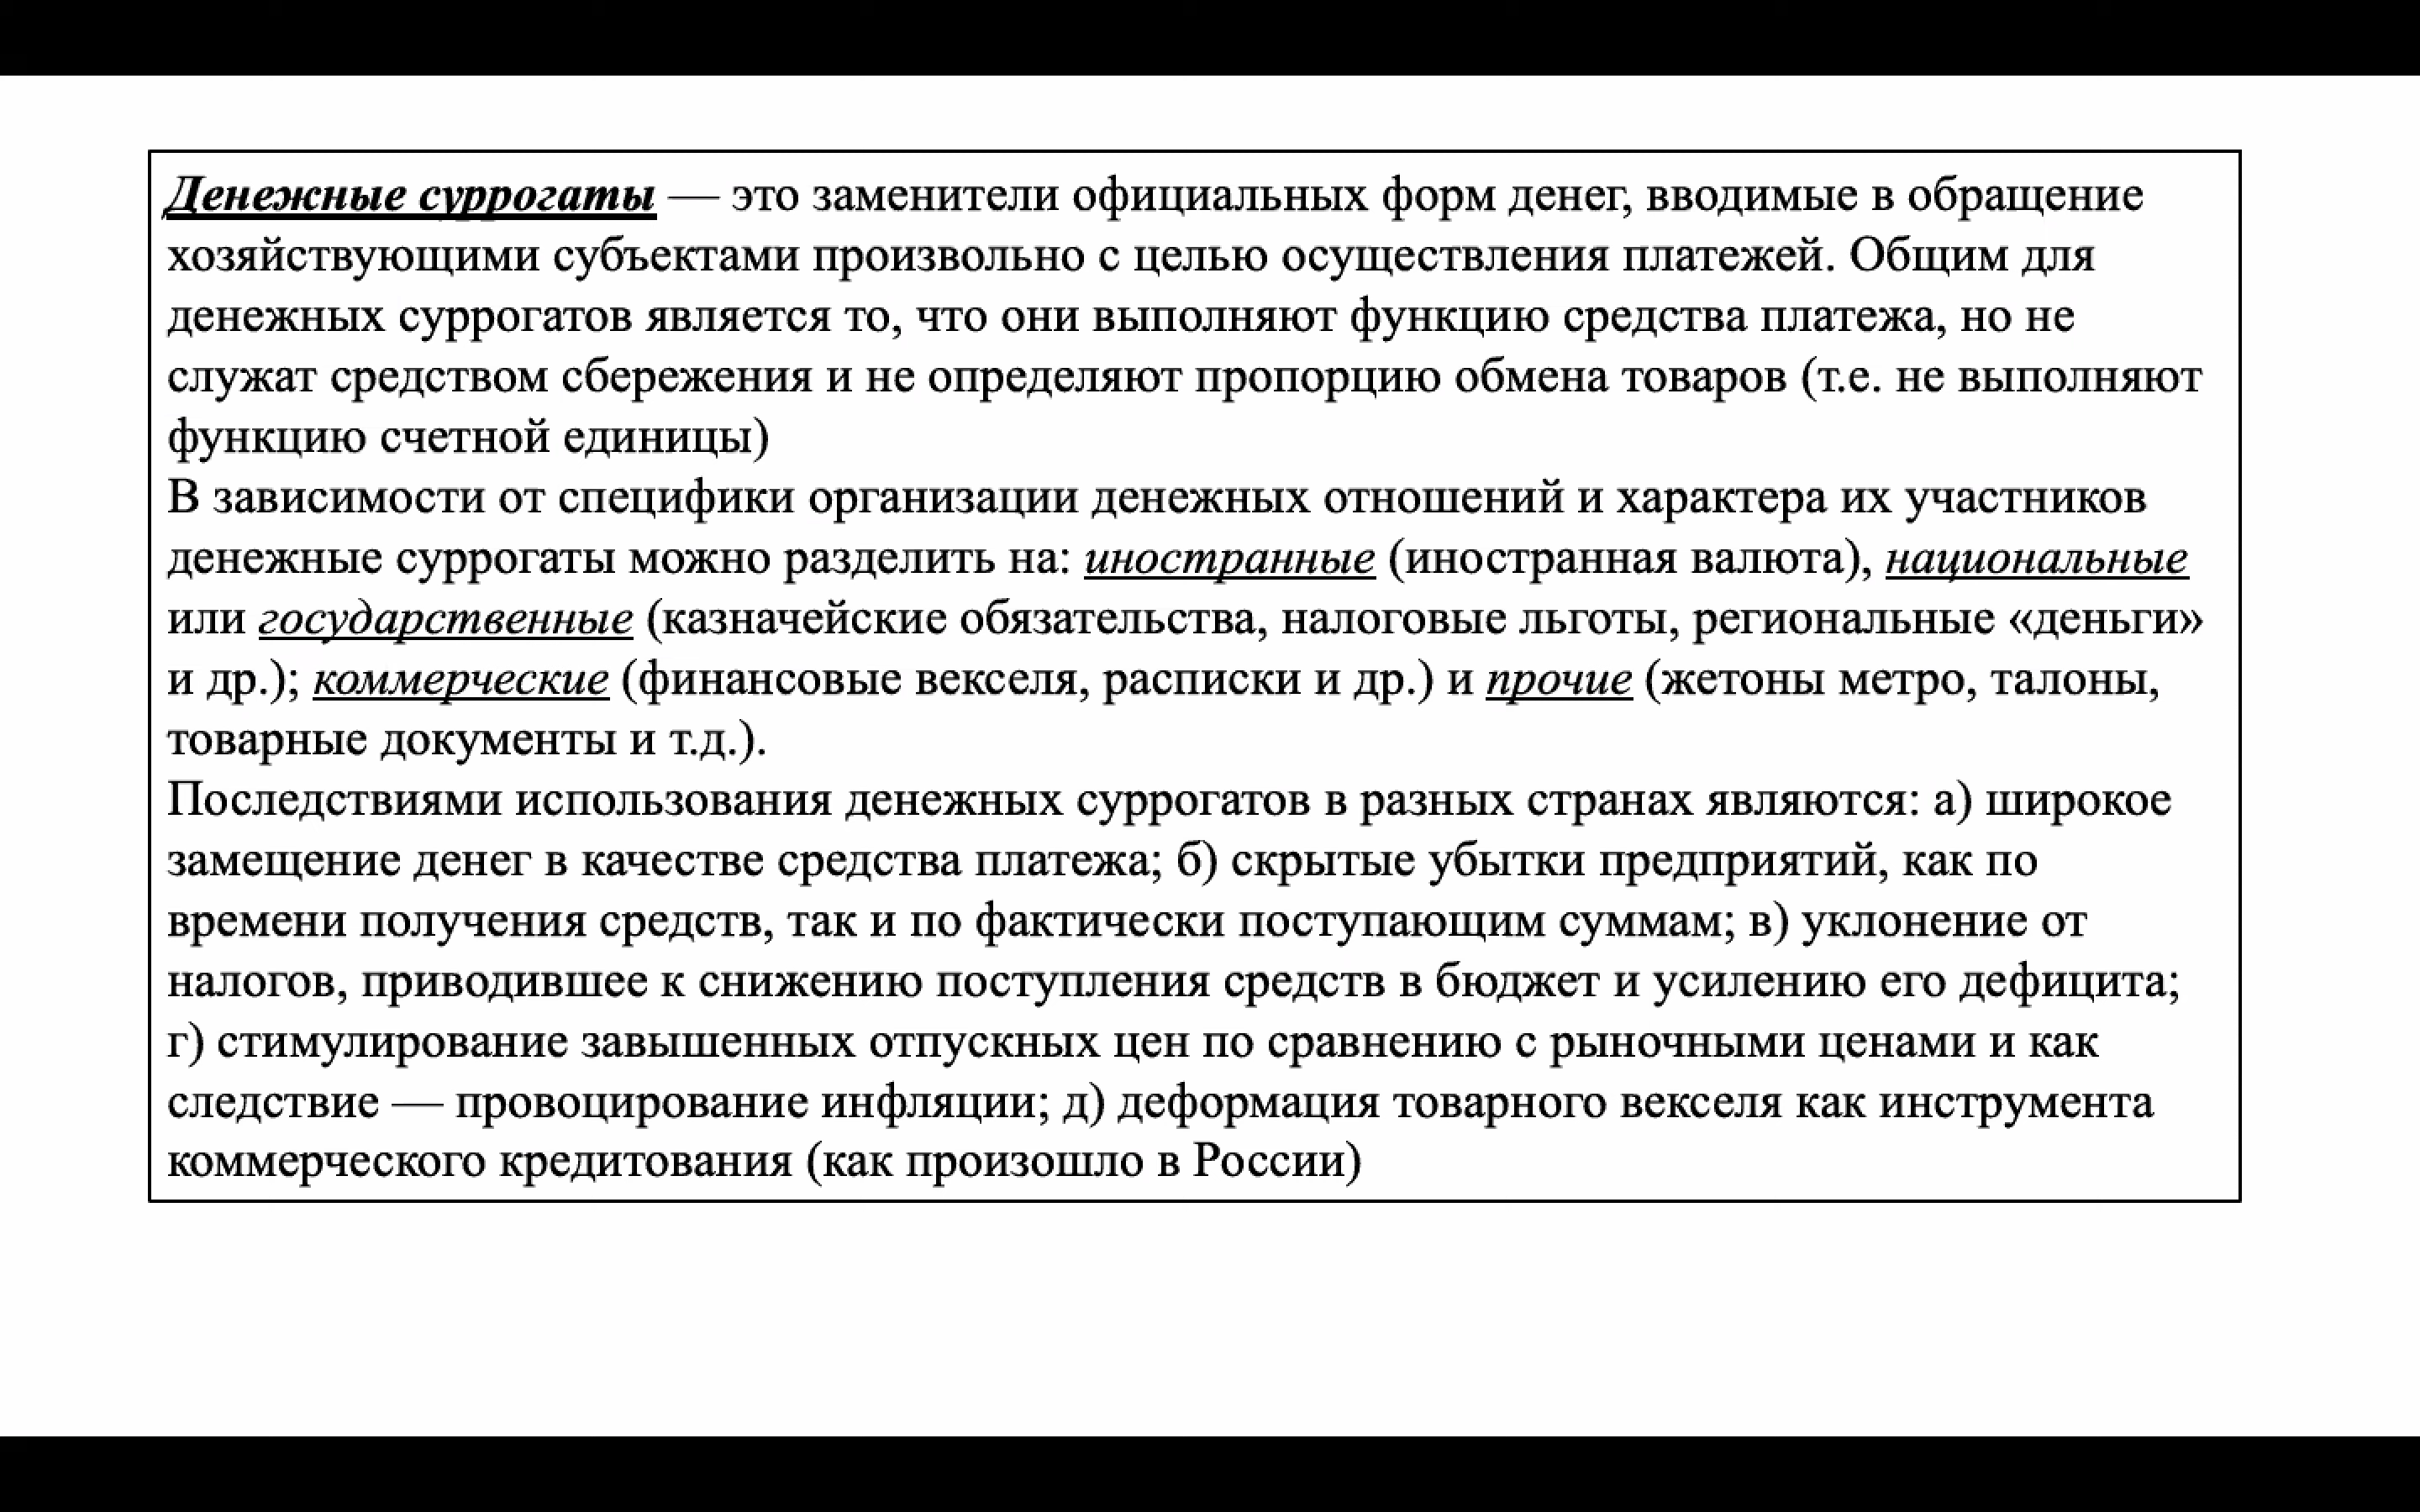 Денежные суррогаты — это заменители официальных форм денег, вводимые в обращение
хозяйствующими субъектами произвольно с целью осуществления платежей. Общим для
денежных суррогатов является то, что они выполняют функцию средства платежа, но не
служат средством сбережения и не определяют пропорцию обмена товаров (т.е. не выполняют
функцию счетной единицы)
В зависимости от специфики организации денежных отношений и характера их участников
денежные суррогаты можно разделить на: иностранные (иностранная валюта), национальные
или государственные (казначейские обязательства, налоговые льготы, региональные «деньги»
и др.); коммерческие (финансовые векселя, расписки и др.) и прочие (жетоны метро, талоны,
товарные документы и т.д.).
Последствиями использования денежных суррогатов в разных странах являются: а) широкое
замещение денег в качестве средства платежа; б) скрытые убытки предприятий, как по
времени получения средств, так и по фактически поступающим суммам; в) уклонение от
налогов, приводившее к снижению поступления средств в бюджет и усилению его дефицита;
г) стимулирование завышенных отпускных цен по сравнению с рыночными ценами и как
следствие — провоцирование инфляции; д) деформация товарного векселя как инструмента
коммерческого кредитования (как произошло в России)